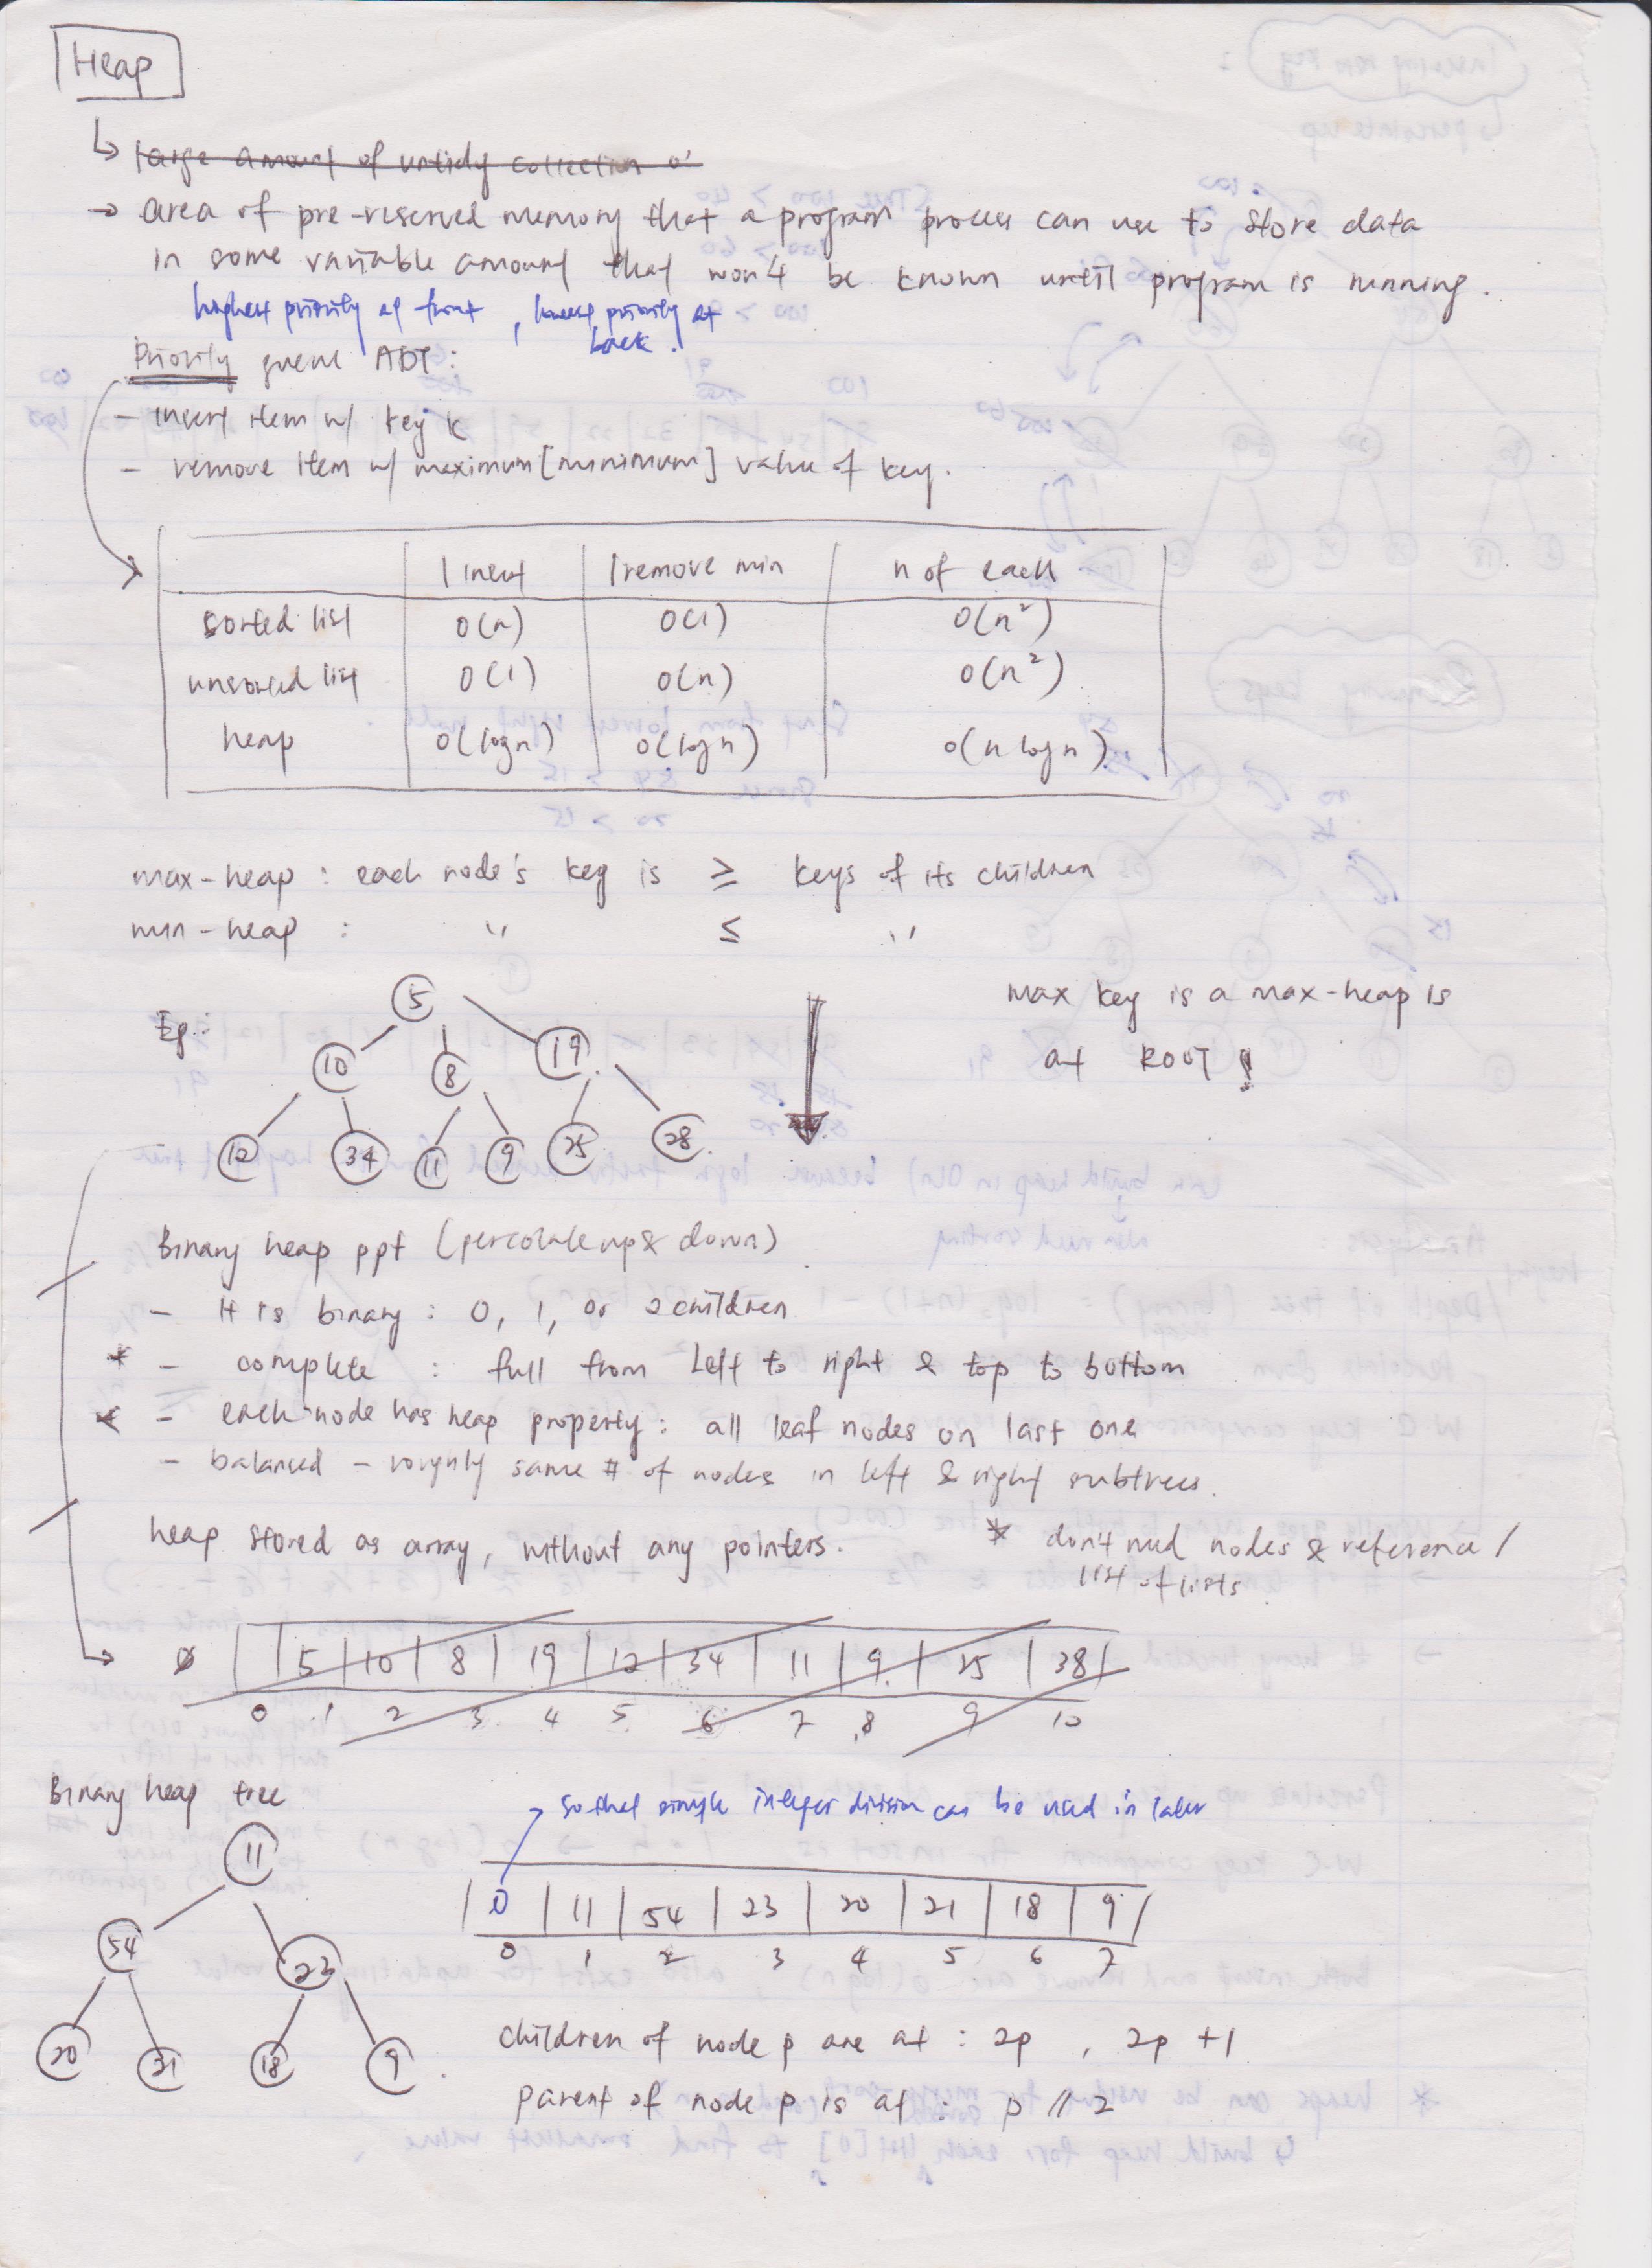 Heap
large amount of untidy collection o'
→ area of pre-reserved memory that a program process can use to store data
in some variable amount that won't be known until program is running.
highest priority at front, lowest priority at
back.
Priority queue ADT:
- insert item w/ key k
- remove item w/ maximum [minimum] value of key.
1 insert 1 remove min n of each
sorted list O(n) O(1) O(n²)
unsorted list O(1) O(n) O(n²)
heap O(logn) O(logn) O(n logn)
max-heap : each node's key is ≥ keys of its children
min-heap : " ≤ "
Eg:
5
10 8 19
12 34 11 9 25 28
max key is a max-heap is
at ROOT!
Binary heap ppt (percolate up & down)
- It is binary : 0, 1, or 2 children
* - complete : full from left to right & top to bottom
* - each node has heap property: all leaf nodes on last one
- balanced - roughly same # of nodes in left & right subtrees.
heap stored as array, without any pointers.
* don't need nodes & reference /
list of lists
0 5 10 8 19 12 34 11 9 25 38
0 1 2 3 4 5 6 7 8 9 10
Binary heap tree
11
54 23
20 21 18 9
so that simple integer division can be used in later
0 11 54 23 20 21 18 9
0 1 2 3 4 5 6 7
children of node p are at : 2p , 2p +1
parent of node p is at : p // 2